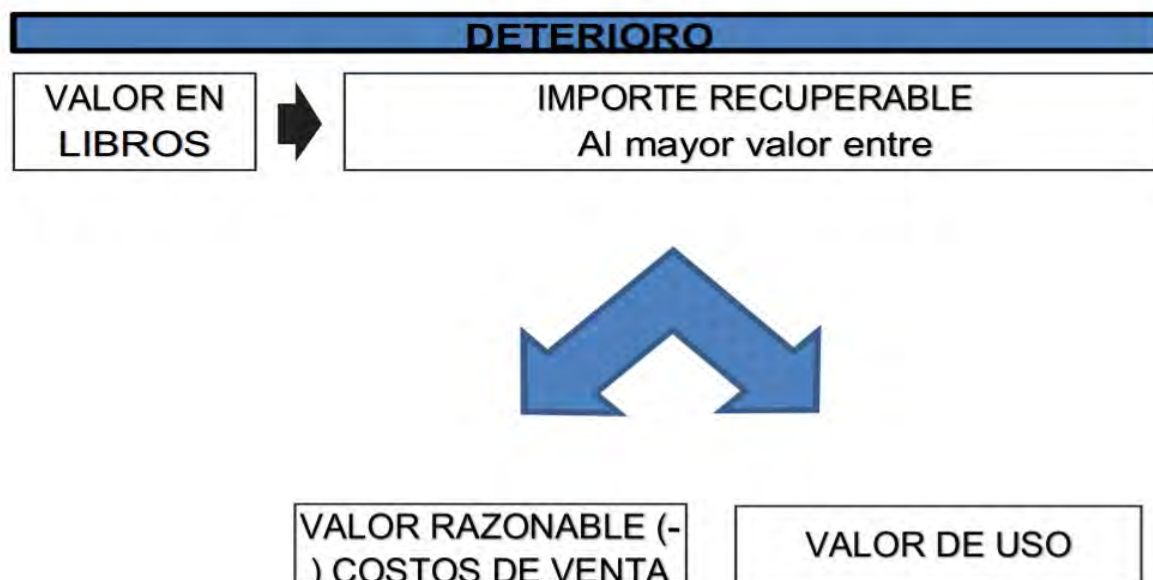 DETERIORO
VALOR EN
LIBROS
IMPORTE RECUPERABLE
Al mayor valor entre
VALOR RAZONABLE (-
) COSTOS DE VENTA
VALOR DE USO